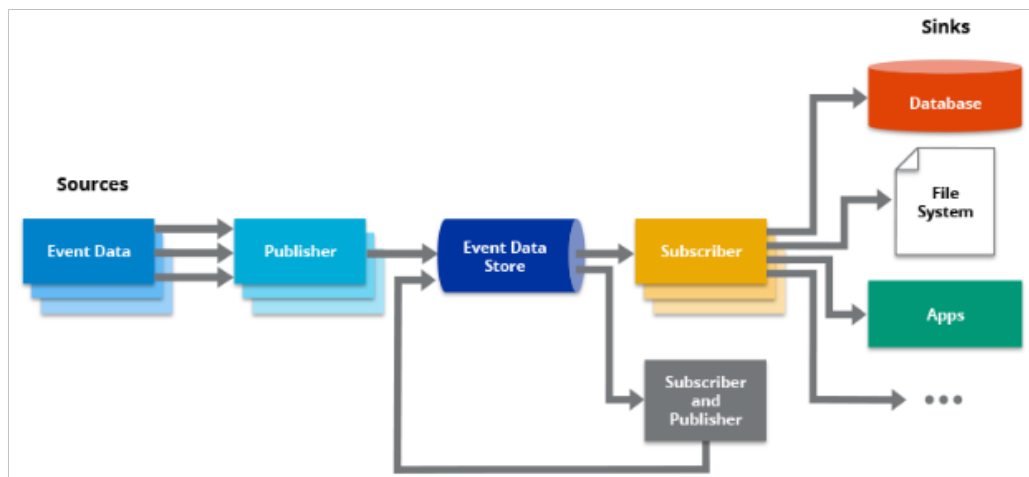 Sinks
Database
Sources
File
System
Event Data
Publisher
Event Data
Store
Subscriber
Apps
Subscriber
and
Publisher